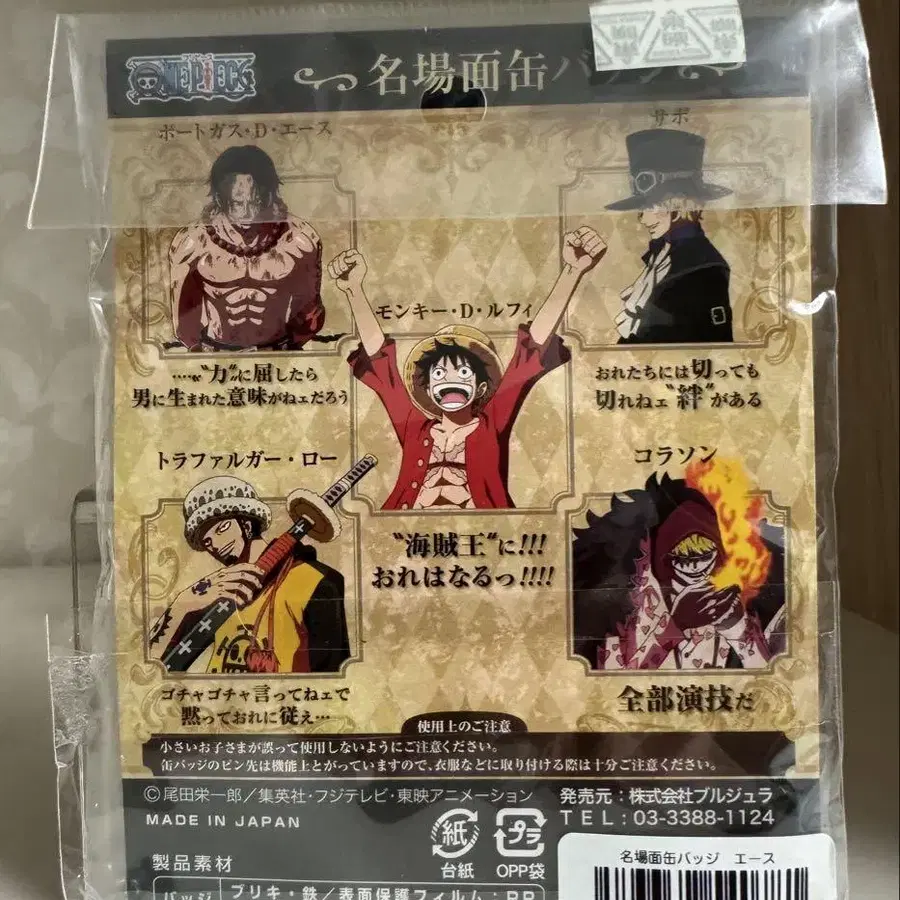 ONE PIECE
名場面缶バッジ
ポートガス・D・エース
サボ
モンキー・D・ルフィ
‥‥〝力〟に屈したら
男に生まれた意味がねェだろう
おれたちには切っても
切れねェ〝絆〟がある
トラファルガー・ロー
コラソン
〝海賊王〟に!!!
おれはなるっ!!!!
ゴチャゴチャ言ってねェで
黙っておれに従え…
全部演技だ
使用上のご注意
小さいお子さまが誤って使用しないようにご注意ください。
缶バッジのピン先は機能上とがっていますので、衣服などに取り付ける際は十分ご注意ください。
©尾田栄一郎／集英社・フジテレビ・東映アニメーション
MADE IN JAPAN
発売元：株式会社ブルジュラ
TEL：03-3388-1124
紙
台紙
プラ
OPP袋
製品素材
バッジ
ブリキ・鉄／表面保護フィルム：PP
名場面缶バッジ エース